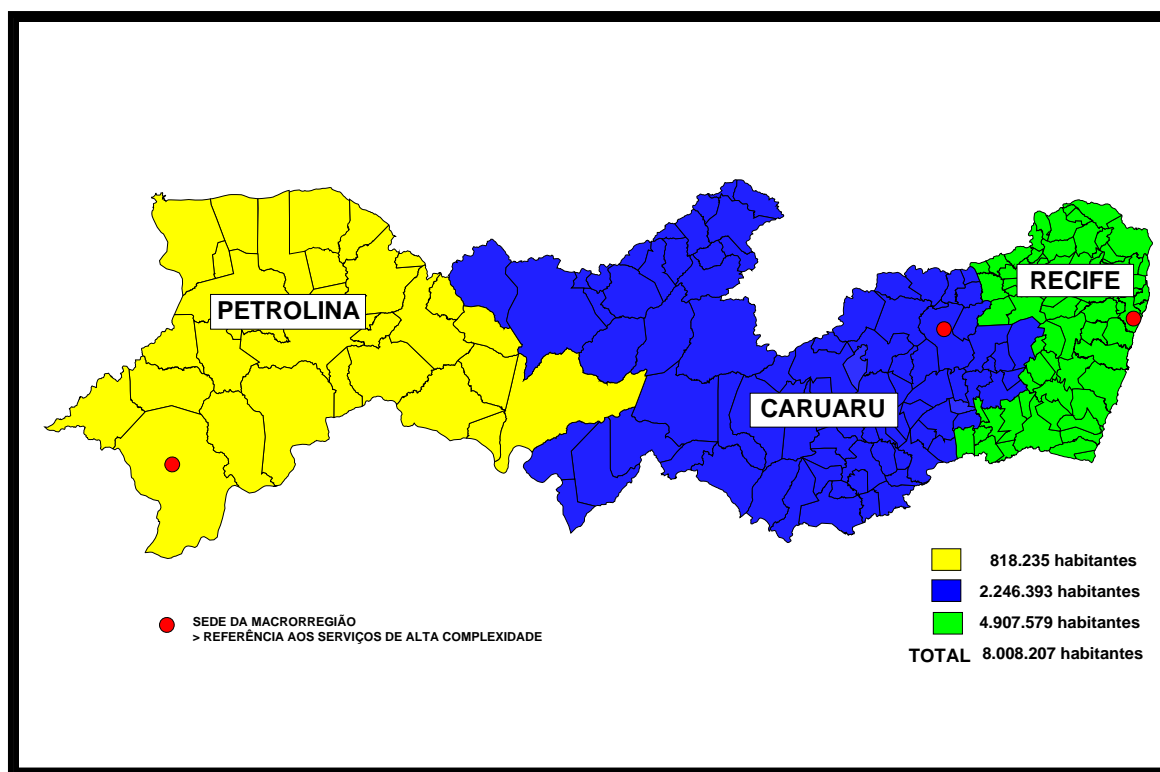 RECIFE
PETROLINA
CARUARU
818.235 habitantes
2.246.393 habitantes
4.907.579 habitantes
TOTAL 8.008.207 habitantes
SEDE DA MACRORREGIÃO
> REFERÊNCIA AOS SERVIÇOS DE ALTA COMPLEXIDADE